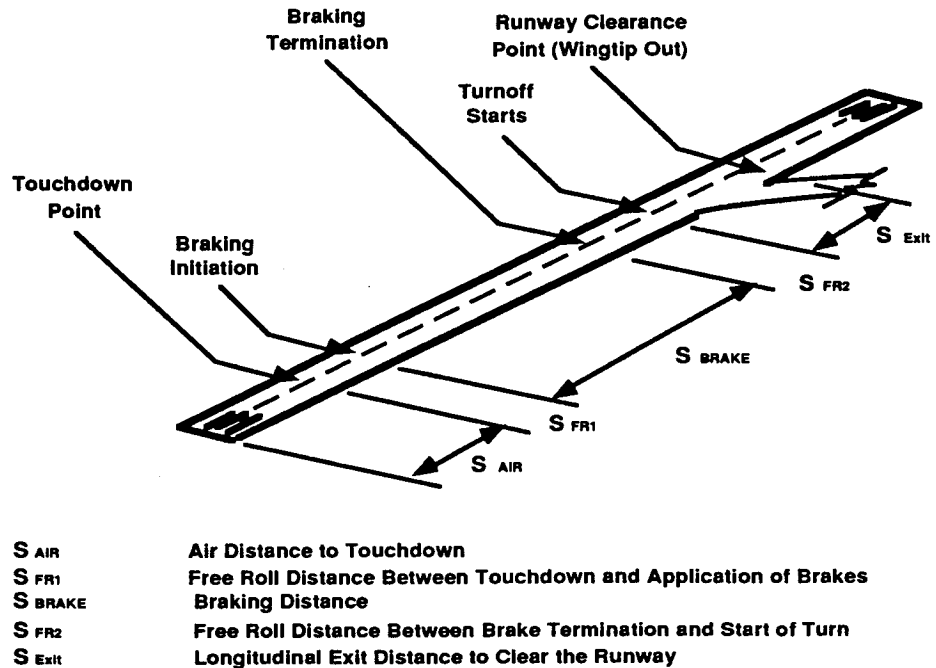 Braking
Termination
Runway Clearance
Point (Wingtip Out)
Turnoff
Starts
Touchdown
Point
Braking
Initiation
S Exit
S FR2
S BRAKE
S FR1
S AIR
S AIR Air Distance to Touchdown
S FR1 Free Roll Distance Between Touchdown and Application of Brakes
S BRAKE Braking Distance
S FR2 Free Roll Distance Between Brake Termination and Start of Turn
S Exit Longitudinal Exit Distance to Clear the Runway